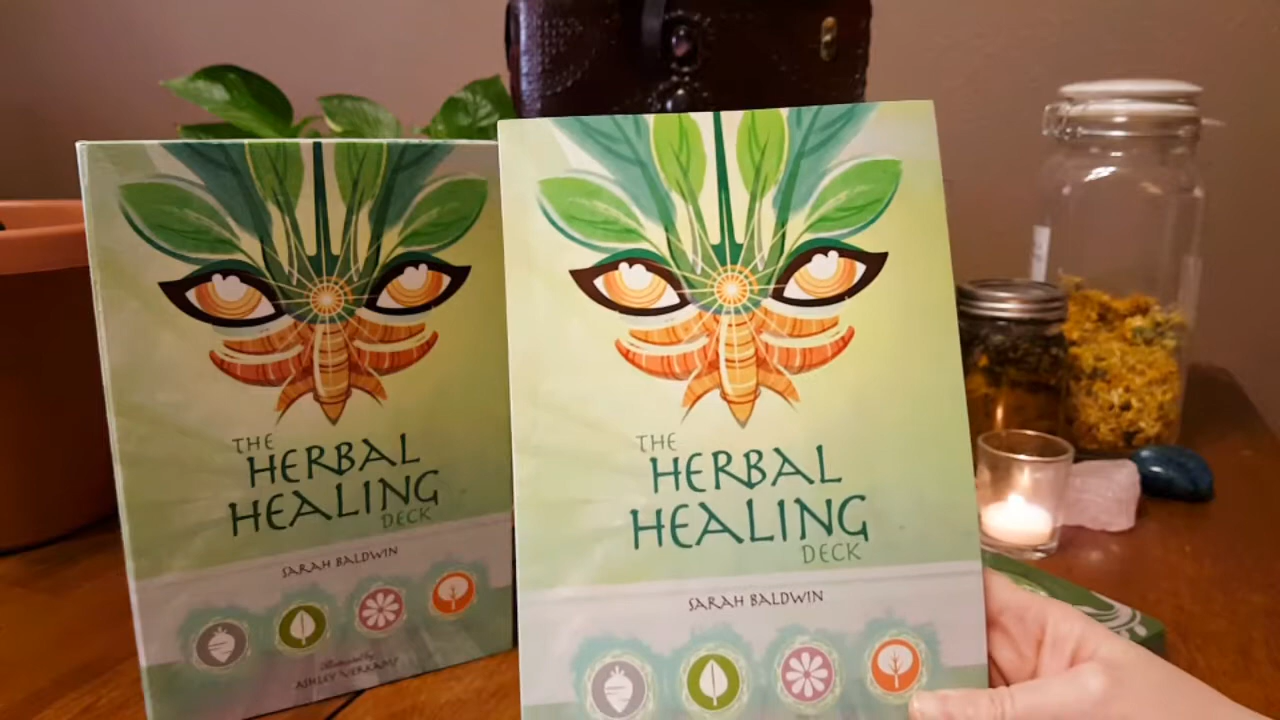 THE
HERBAL
HEALING
DECK
SARAH BALDWIN
Illustrated by
ASHLEY VERKAMP
THE
HERBAL
HEALING
DECK
SARAH BALDWIN